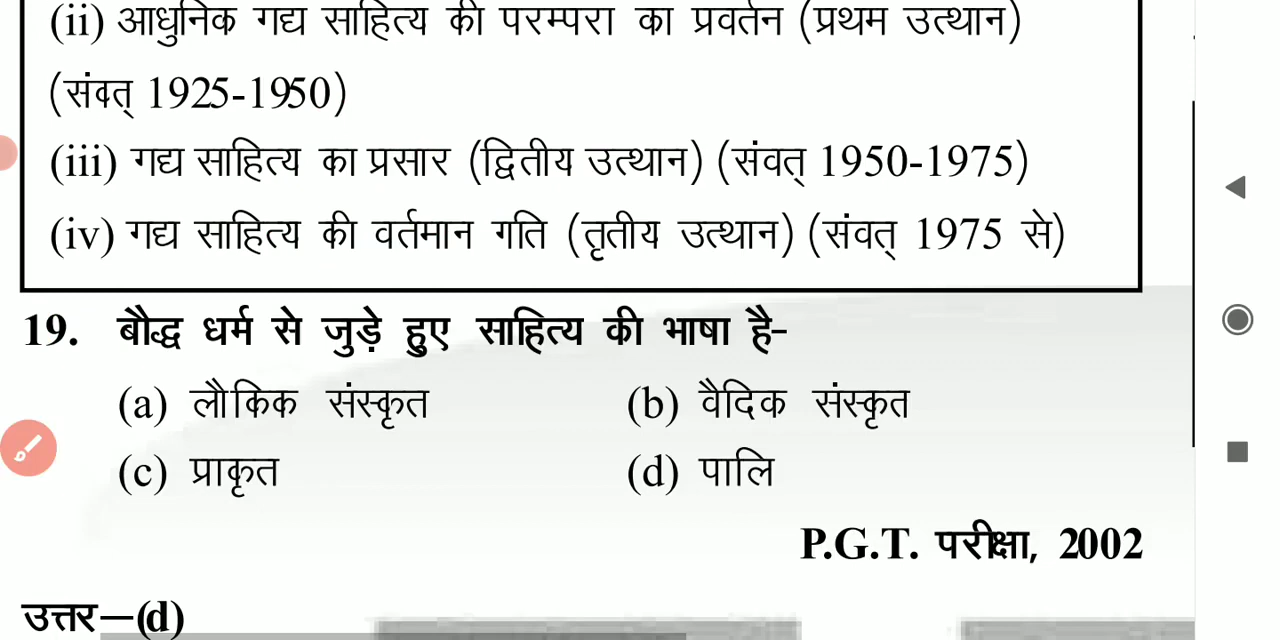 (ii) आधुनिक गद्य साहित्य की परम्परा का प्रवर्तन (प्रथम उत्थान)
(संवत् 1925-1950)
(iii) गद्य साहित्य का प्रसार (द्वितीय उत्थान) (संवत् 1950-1975)
(iv) गद्य साहित्य की वर्तमान गति (तृतीय उत्थान) (संवत् 1975 से)
19. बौद्ध धर्म से जुड़े हुए साहित्य की भाषा है-
(a) लौकिक संस्कृत (b) वैदिक संस्कृत
(c) प्राकृत (d) पालि
P.G.T. परीक्षा, 2002
उत्तर—(d)